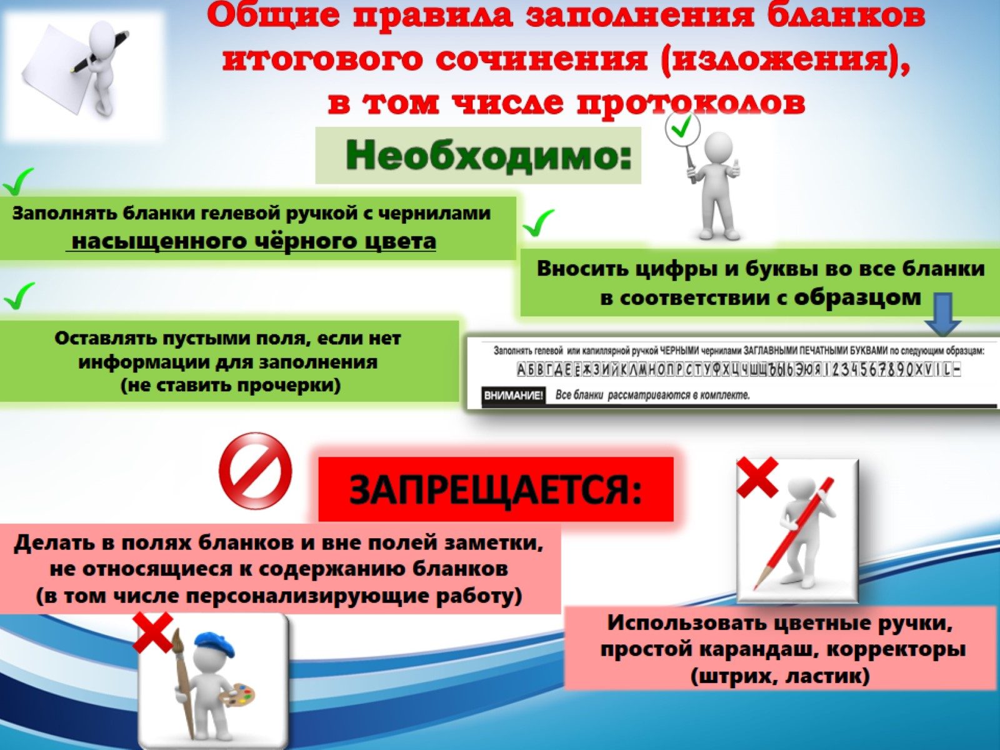 Общие правила заполнения бланков
итогового сочинения (изложения),
в том числе протоколов
Необходимо:
Заполнять бланки гелевой ручкой с чернилами
насыщенного чёрного цвета
Вносить цифры и буквы во все бланки
в соответствии с образцом
Оставлять пустыми поля, если нет
информации для заполнения
(не ставить прочерки)
Заполнять гелевой или капиллярной ручкой ЧЕРНЫМИ чернилами ЗАГЛАВНЫМИ ПЕЧАТНЫМИ БУКВАМИ по следующим образцам:
АБВГДЕЁЖЗИЙКЛМНОПРСТУФХЦЧШЩЪЫЬЭЮЯ1234567890XVIL-
ВНИМАНИЕ! Все бланки рассматриваются в комплекте.
ЗАПРЕЩАЕТСЯ:
Делать в полях бланков и вне полей заметки,
не относящиеся к содержанию бланков
(в том числе персонализирующие работу)
Использовать цветные ручки,
простой карандаш, корректоры
(штрих, ластик)